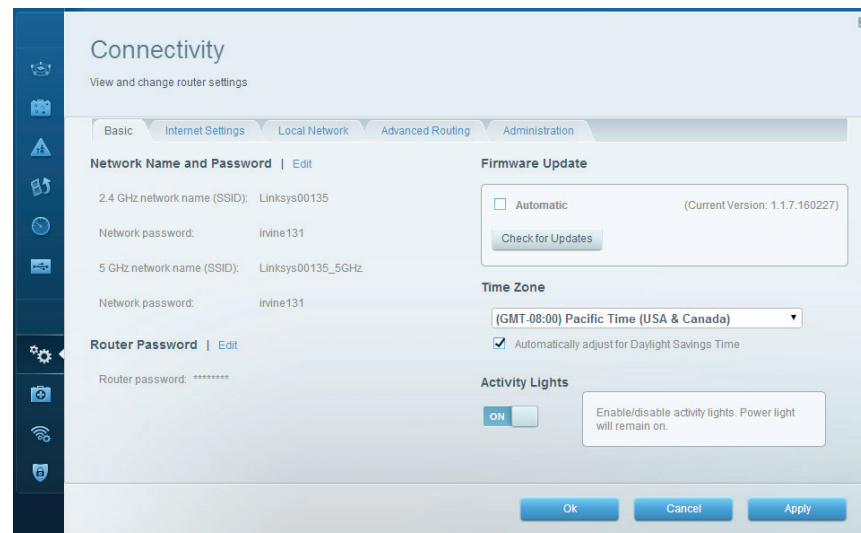 Connectivity
View and change router settings
Basic
Internet Settings
Local Network
Advanced Routing
Administration
Network Name and Password | Edit
2.4 GHz network name (SSID): Linksys00135
Network password: irvine131
5 GHz network name (SSID): Linksys00135_5GHz
Network password: irvine131
Router Password | Edit
Router password: ********
Firmware Update
Automatic (Current Version: 1.1.7.160227)
Check for Updates
Time Zone
(GMT-08:00) Pacific Time (USA & Canada)
Automatically adjust for Daylight Savings Time
Activity Lights
ON
Enable/disable activity lights. Power light
will remain on.
Ok
Cancel
Apply